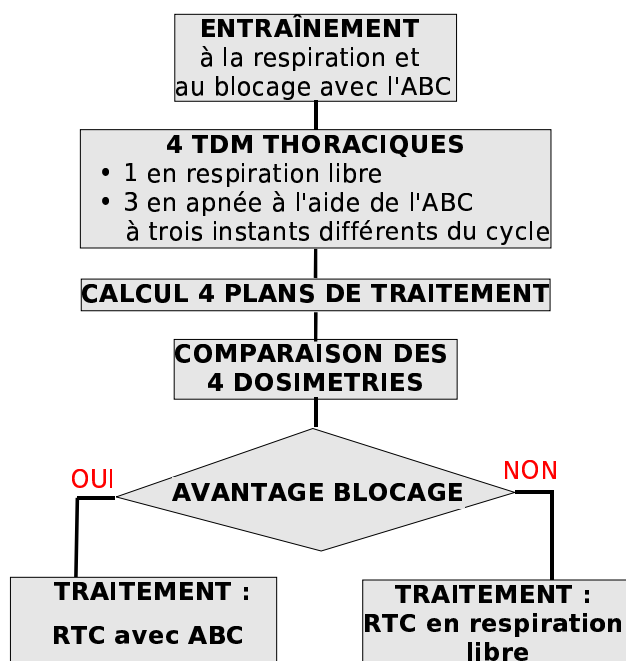 ENTRAÎNEMENT
à la respiration et
au blocage avec l'ABC
4 TDM THORACIQUES
• 1 en respiration libre
• 3 en apnée à l'aide de l'ABC
à trois instants différents du cycle
CALCUL 4 PLANS DE TRAITEMENT
COMPARAISON DES
4 DOSIMETRIES
AVANTAGE BLOCAGE
OUI
NON
TRAITEMENT :
RTC avec ABC
TRAITEMENT :
RTC en respiration
libre